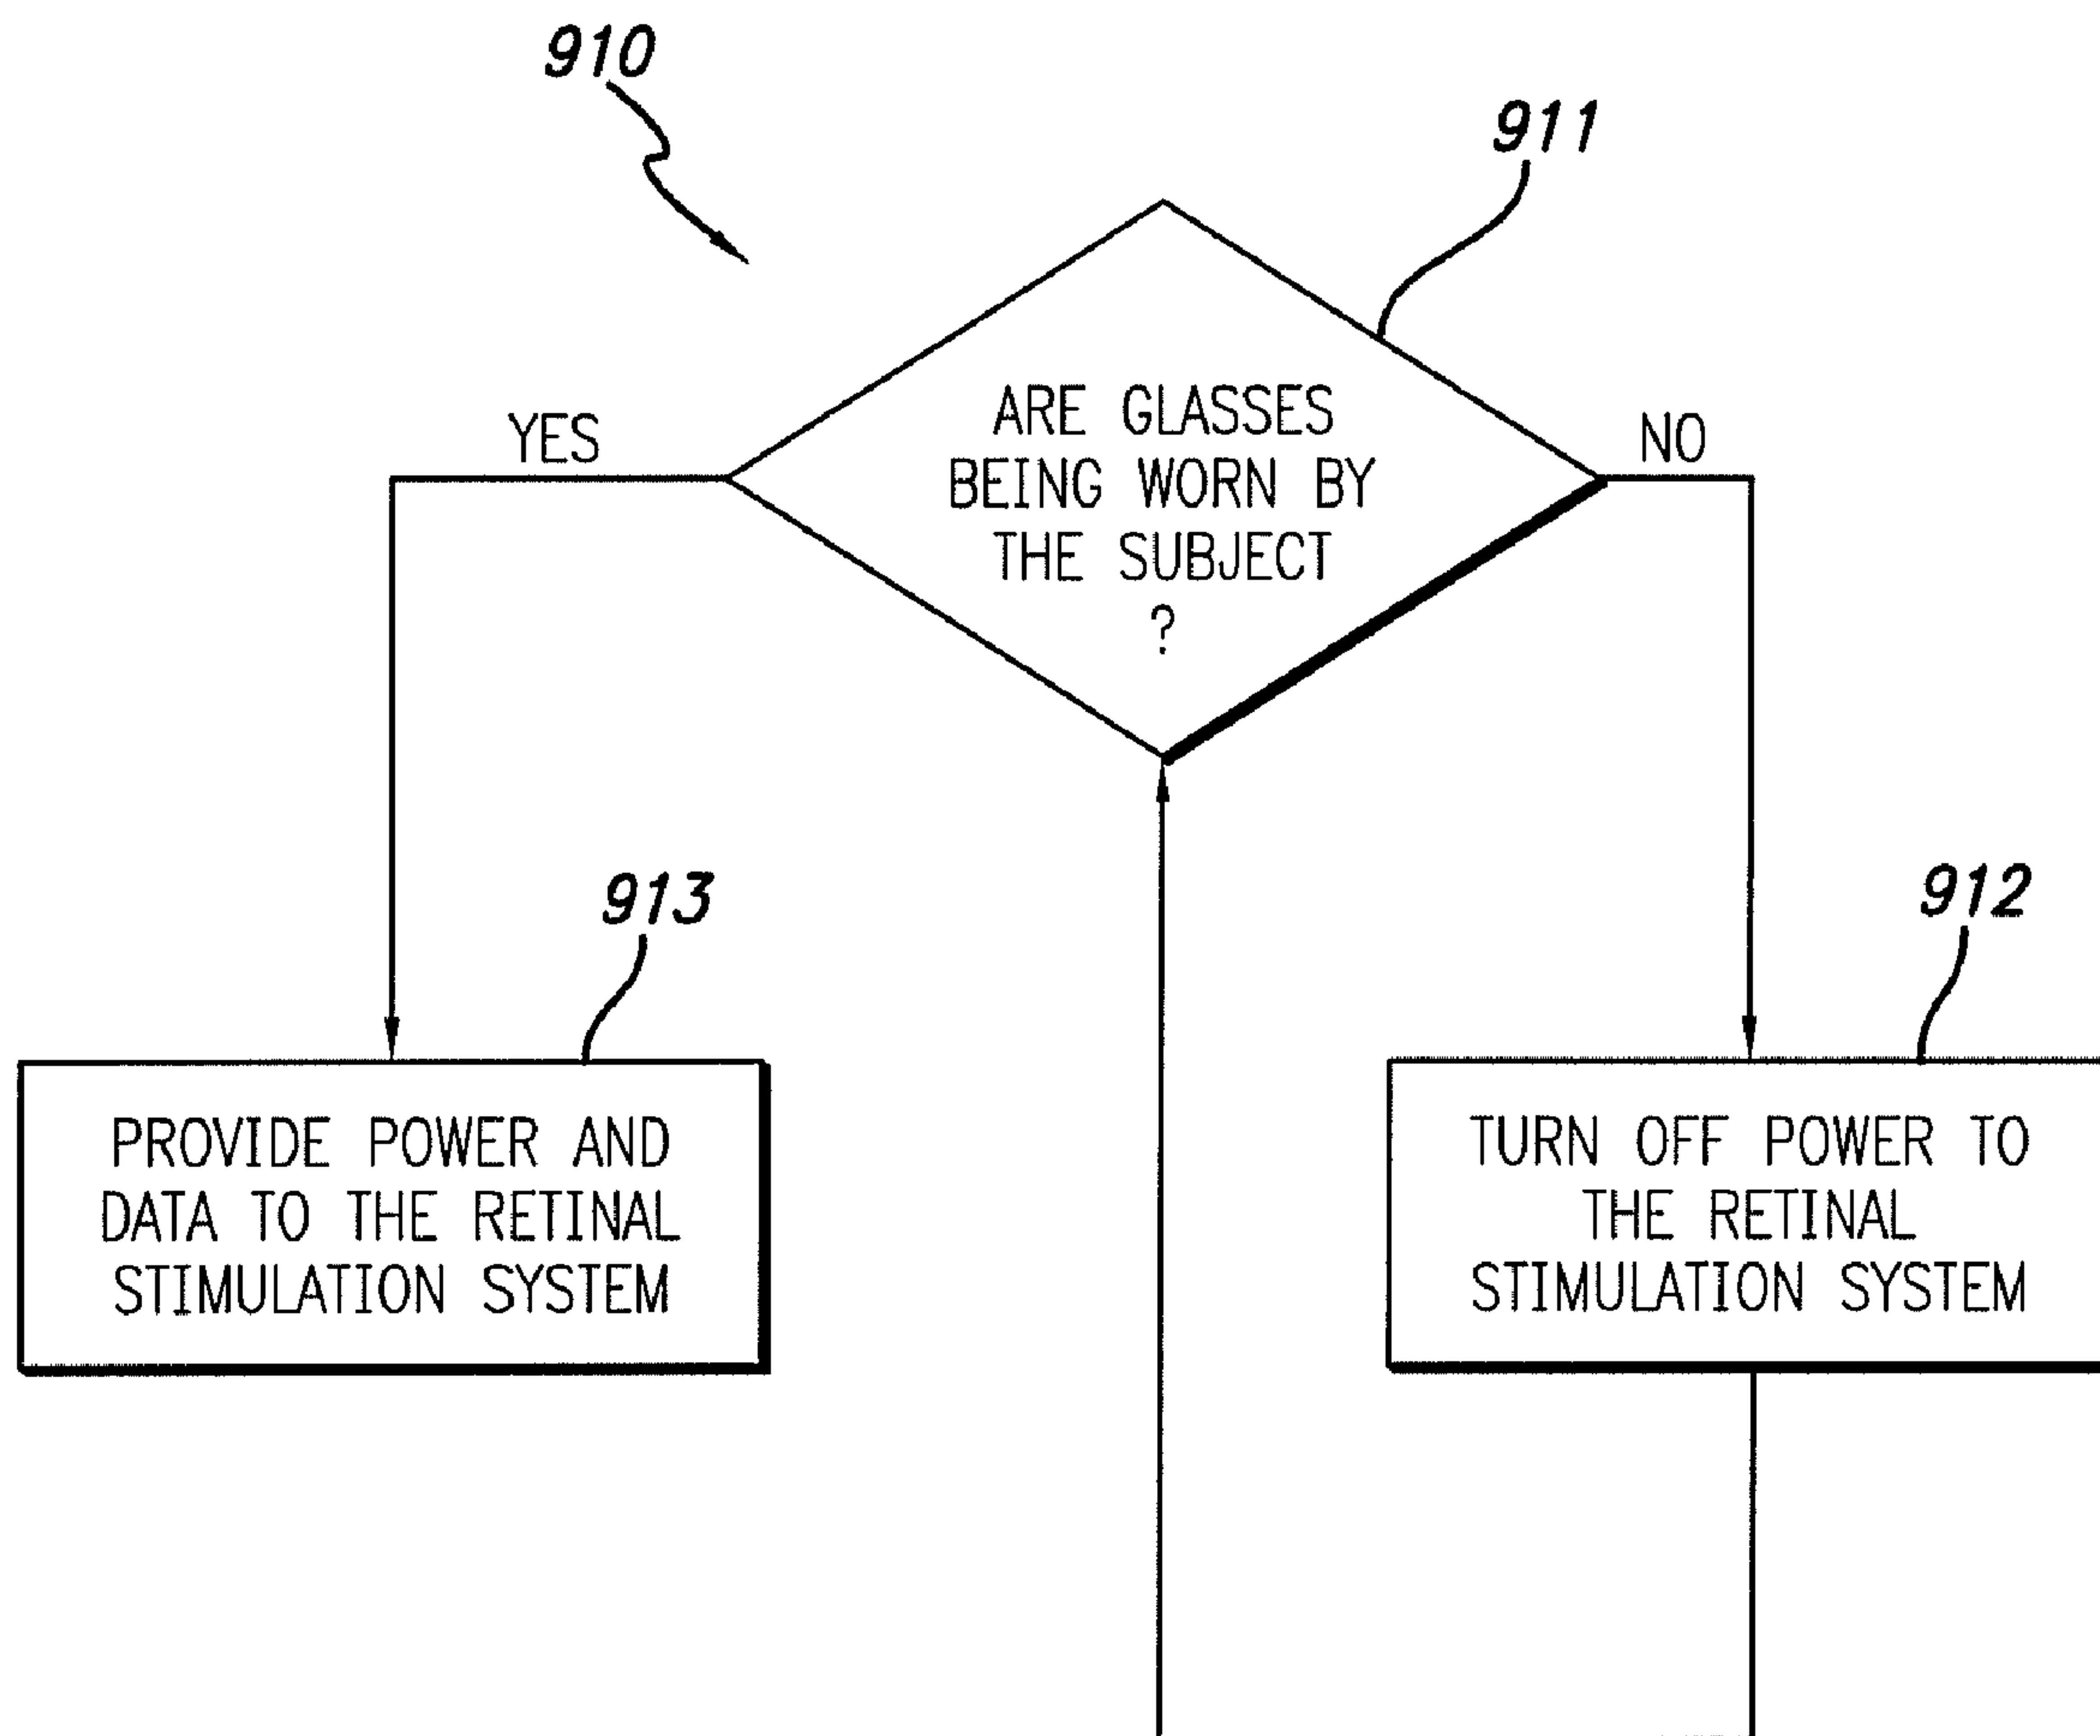 910
911
ARE GLASSES
BEING WORN BY
THE SUBJECT
?
YES
NO
913
912
PROVIDE POWER AND
DATA TO THE RETINAL
STIMULATION SYSTEM
TURN OFF POWER TO
THE RETINAL
STIMULATION SYSTEM